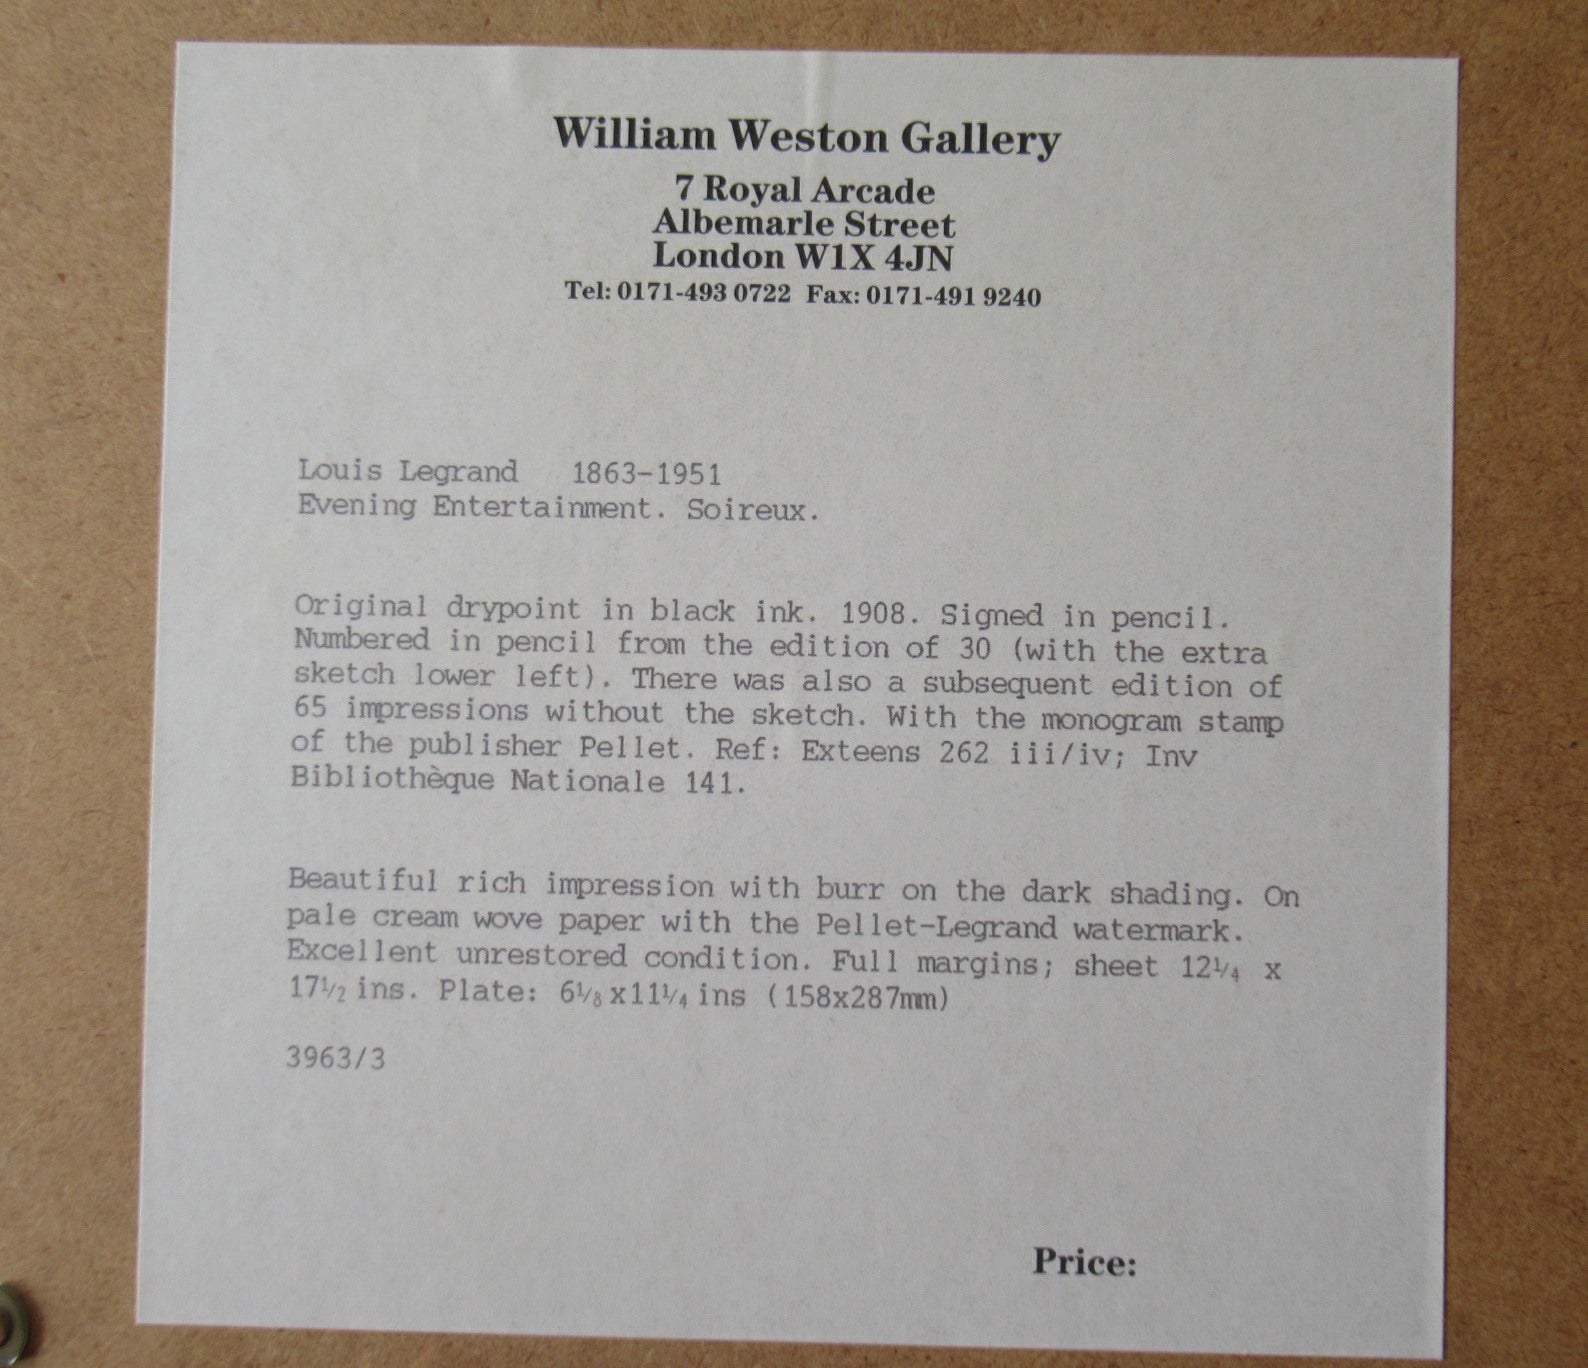 William Weston Gallery
7 Royal Arcade
Albemarle Street
London W1X 4JN
Tel: 0171-493 0722 Fax: 0171-491 9240
Louis Legrand 1863-1951
Evening Entertainment. Soireux.
Original drypoint in black ink. 1908. Signed in pencil.
Numbered in pencil from the edition of 30 (with the extra
sketch lower left). There was also a subsequent edition of
65 impressions without the sketch. With the monogram stamp
of the publisher Pellet. Ref: Exteens 262 iii/iv; Inv
Bibliothèque Nationale 141.
Beautiful rich impression with burr on the dark shading. On
pale cream wove paper with the Pellet-Legrand watermark.
Excellent unrestored condition. Full margins; sheet 12¼ x
17½ ins. Plate: 6⅛x11¼ ins (158x287mm)
3963/3
Price: